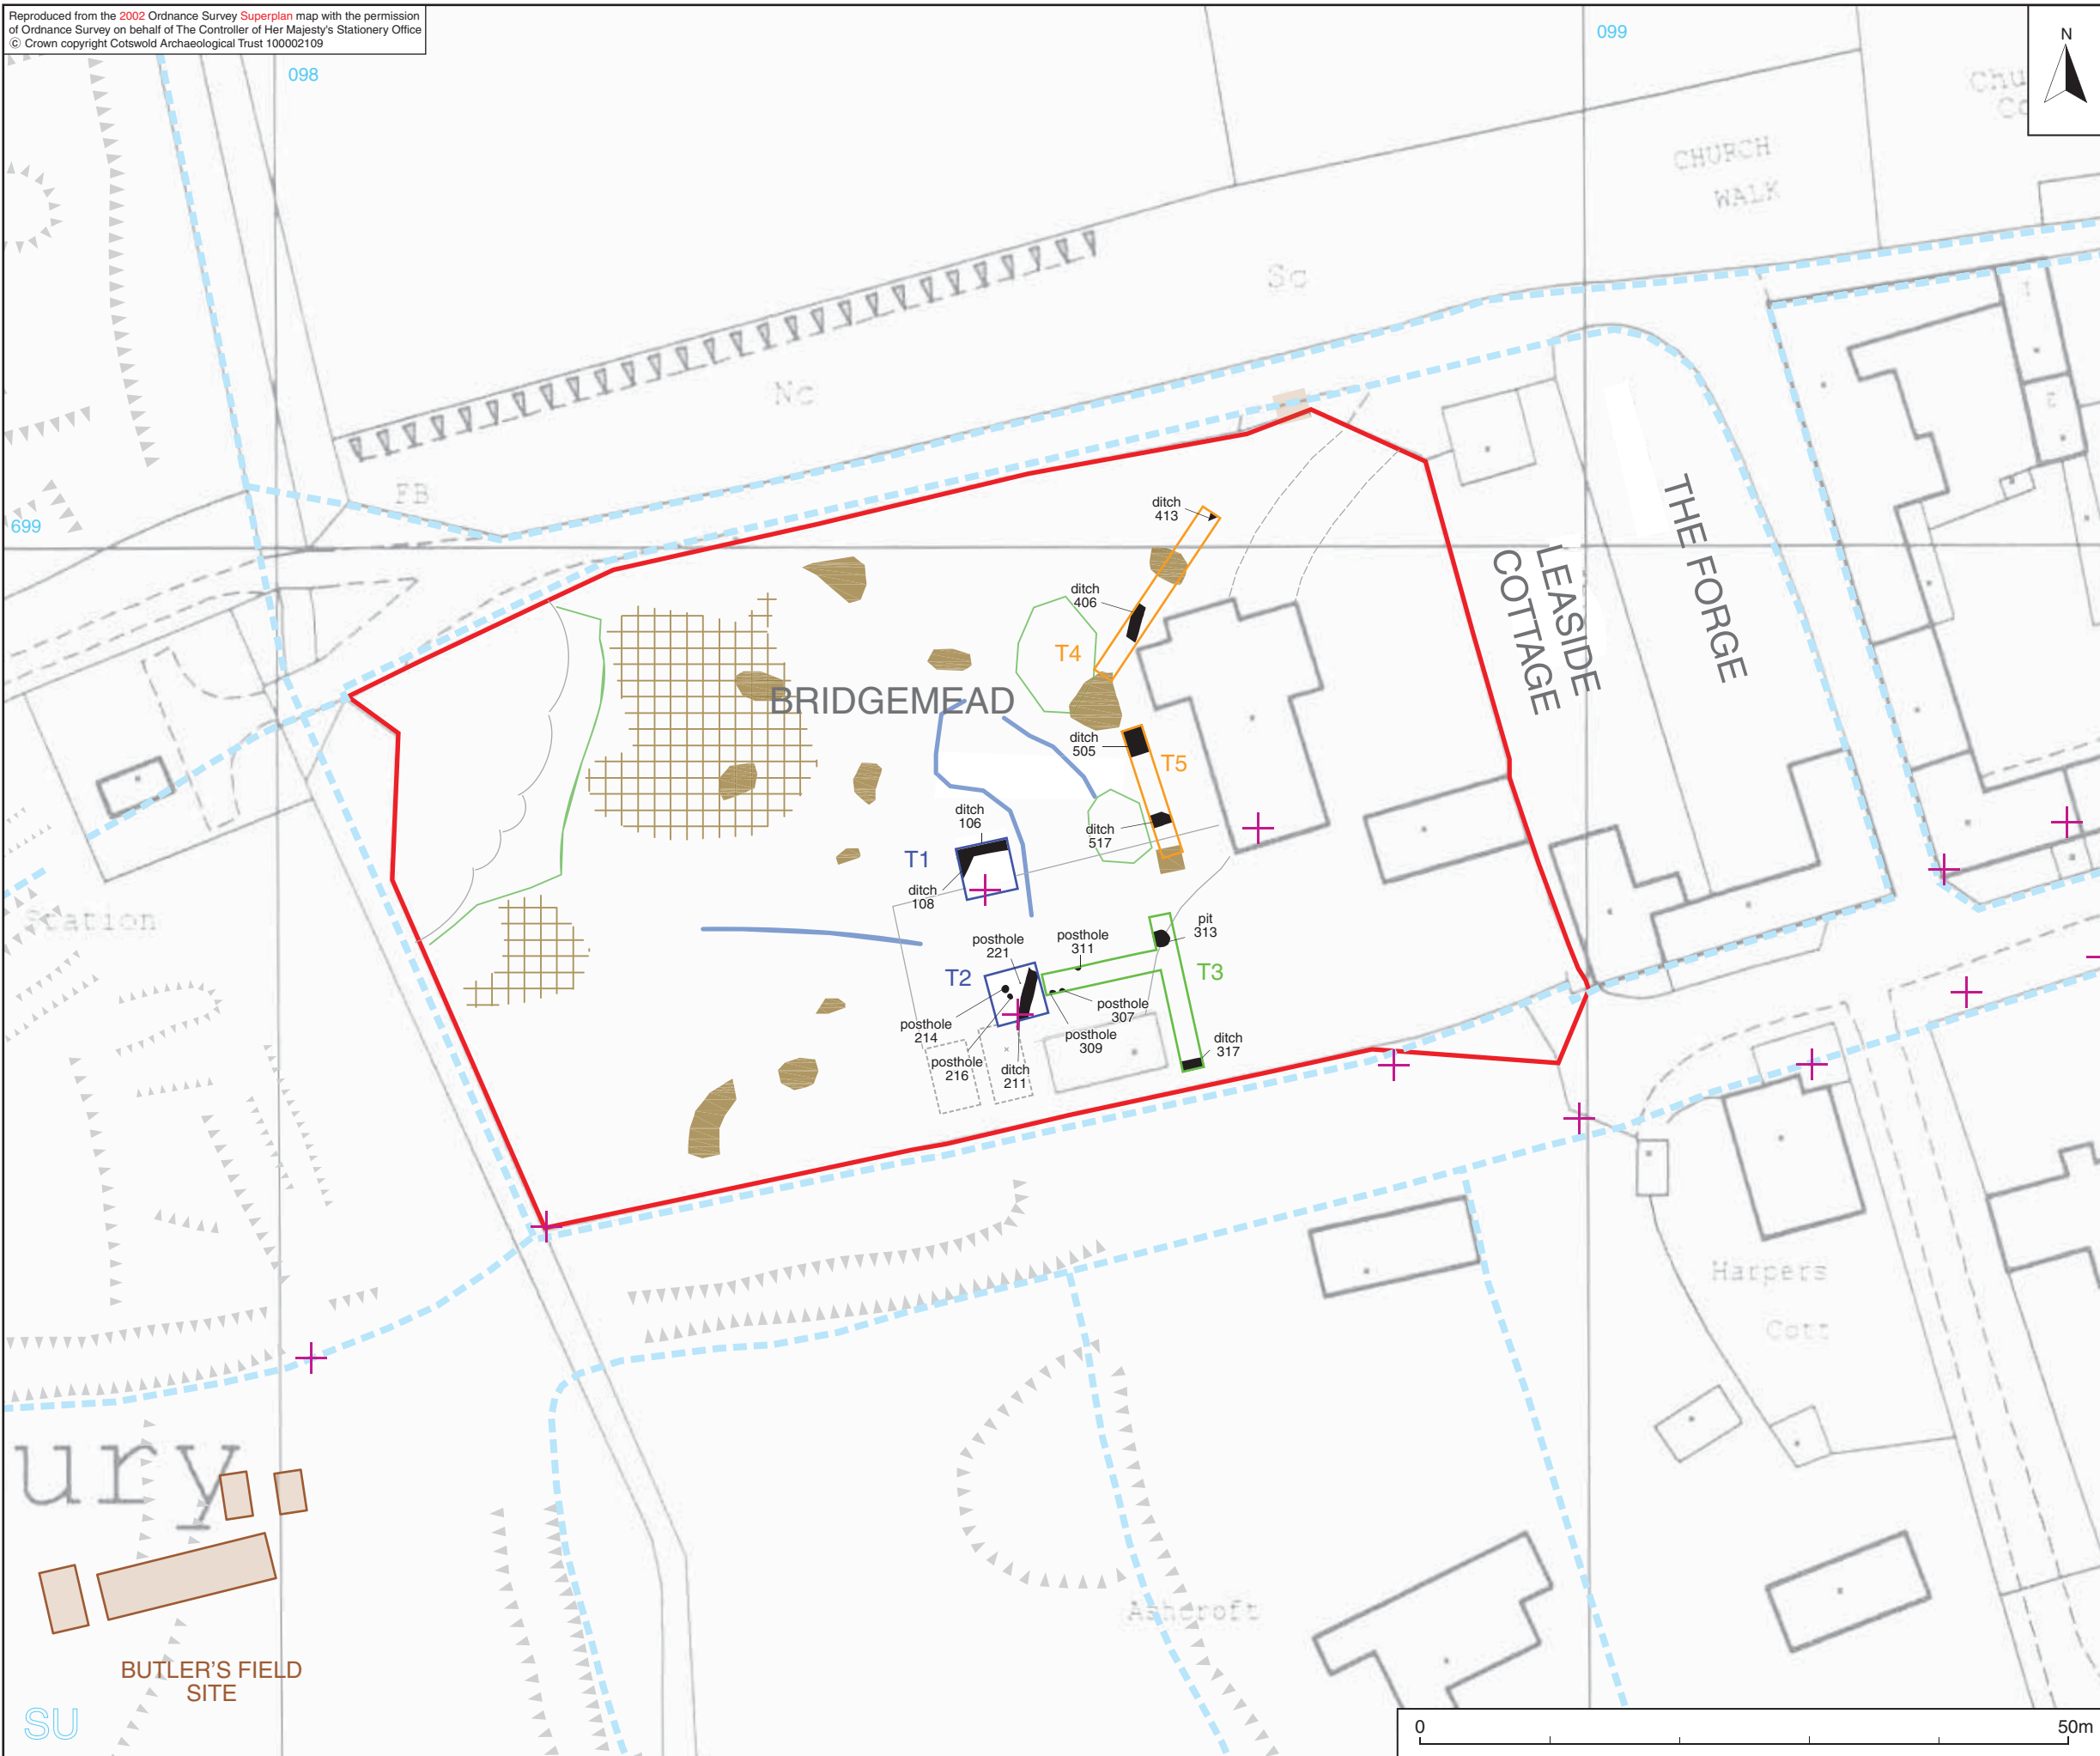 Reproduced from the 2002 Ordnance Survey Superplan map with the permission
of Ordnance Survey on behalf of The Controller of Her Majesty's Stationery Office
© Crown copyright Cotswold Archaeological Trust 100002109
098
099
N
CHURCH
WALK
Sc
Nc
FB
699
ditch
413
ditch
406
T4
THE FORGE
LEASIDE
COTTAGE
BRIDGEMEAD
ditch
505
T5
ditch
106
ditch
517
T1
ditch
108
Station
pit
313
posthole
221
posthole
311
T2
T3
posthole
214
posthole
307
posthole
309
ditch
317
posthole
216
ditch
211
Harpers
Cott
ury
Ashcroft
BUTLER'S FIELD
SITE
SU
0
50m